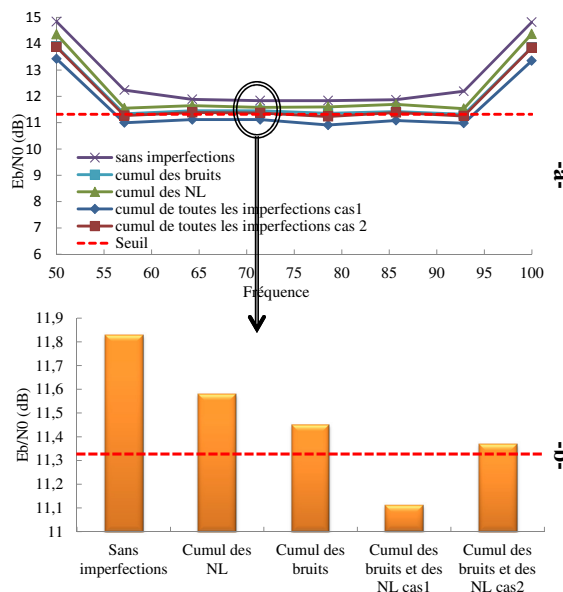 15
14
13
12
11
10
9
8
7
6
Eb/N0 (dB)
sans imperfections
cumul des bruits
cumul des NL
cumul de toutes les imperfections cas1
cumul de toutes les imperfections cas 2
Seuil
50 55 60 65 70 75 80 85 90 95 100
Fréquence
-a-
11,9
11,8
11,7
11,6
11,5
11,4
11,3
11,2
11,1
11
Eb/N0 (dB)
Sans
imperfections
Cumul des
NL
Cumul des
bruits
Cumul des
bruits et des
NL cas1
Cumul des
bruits et des
NL cas2
-b-